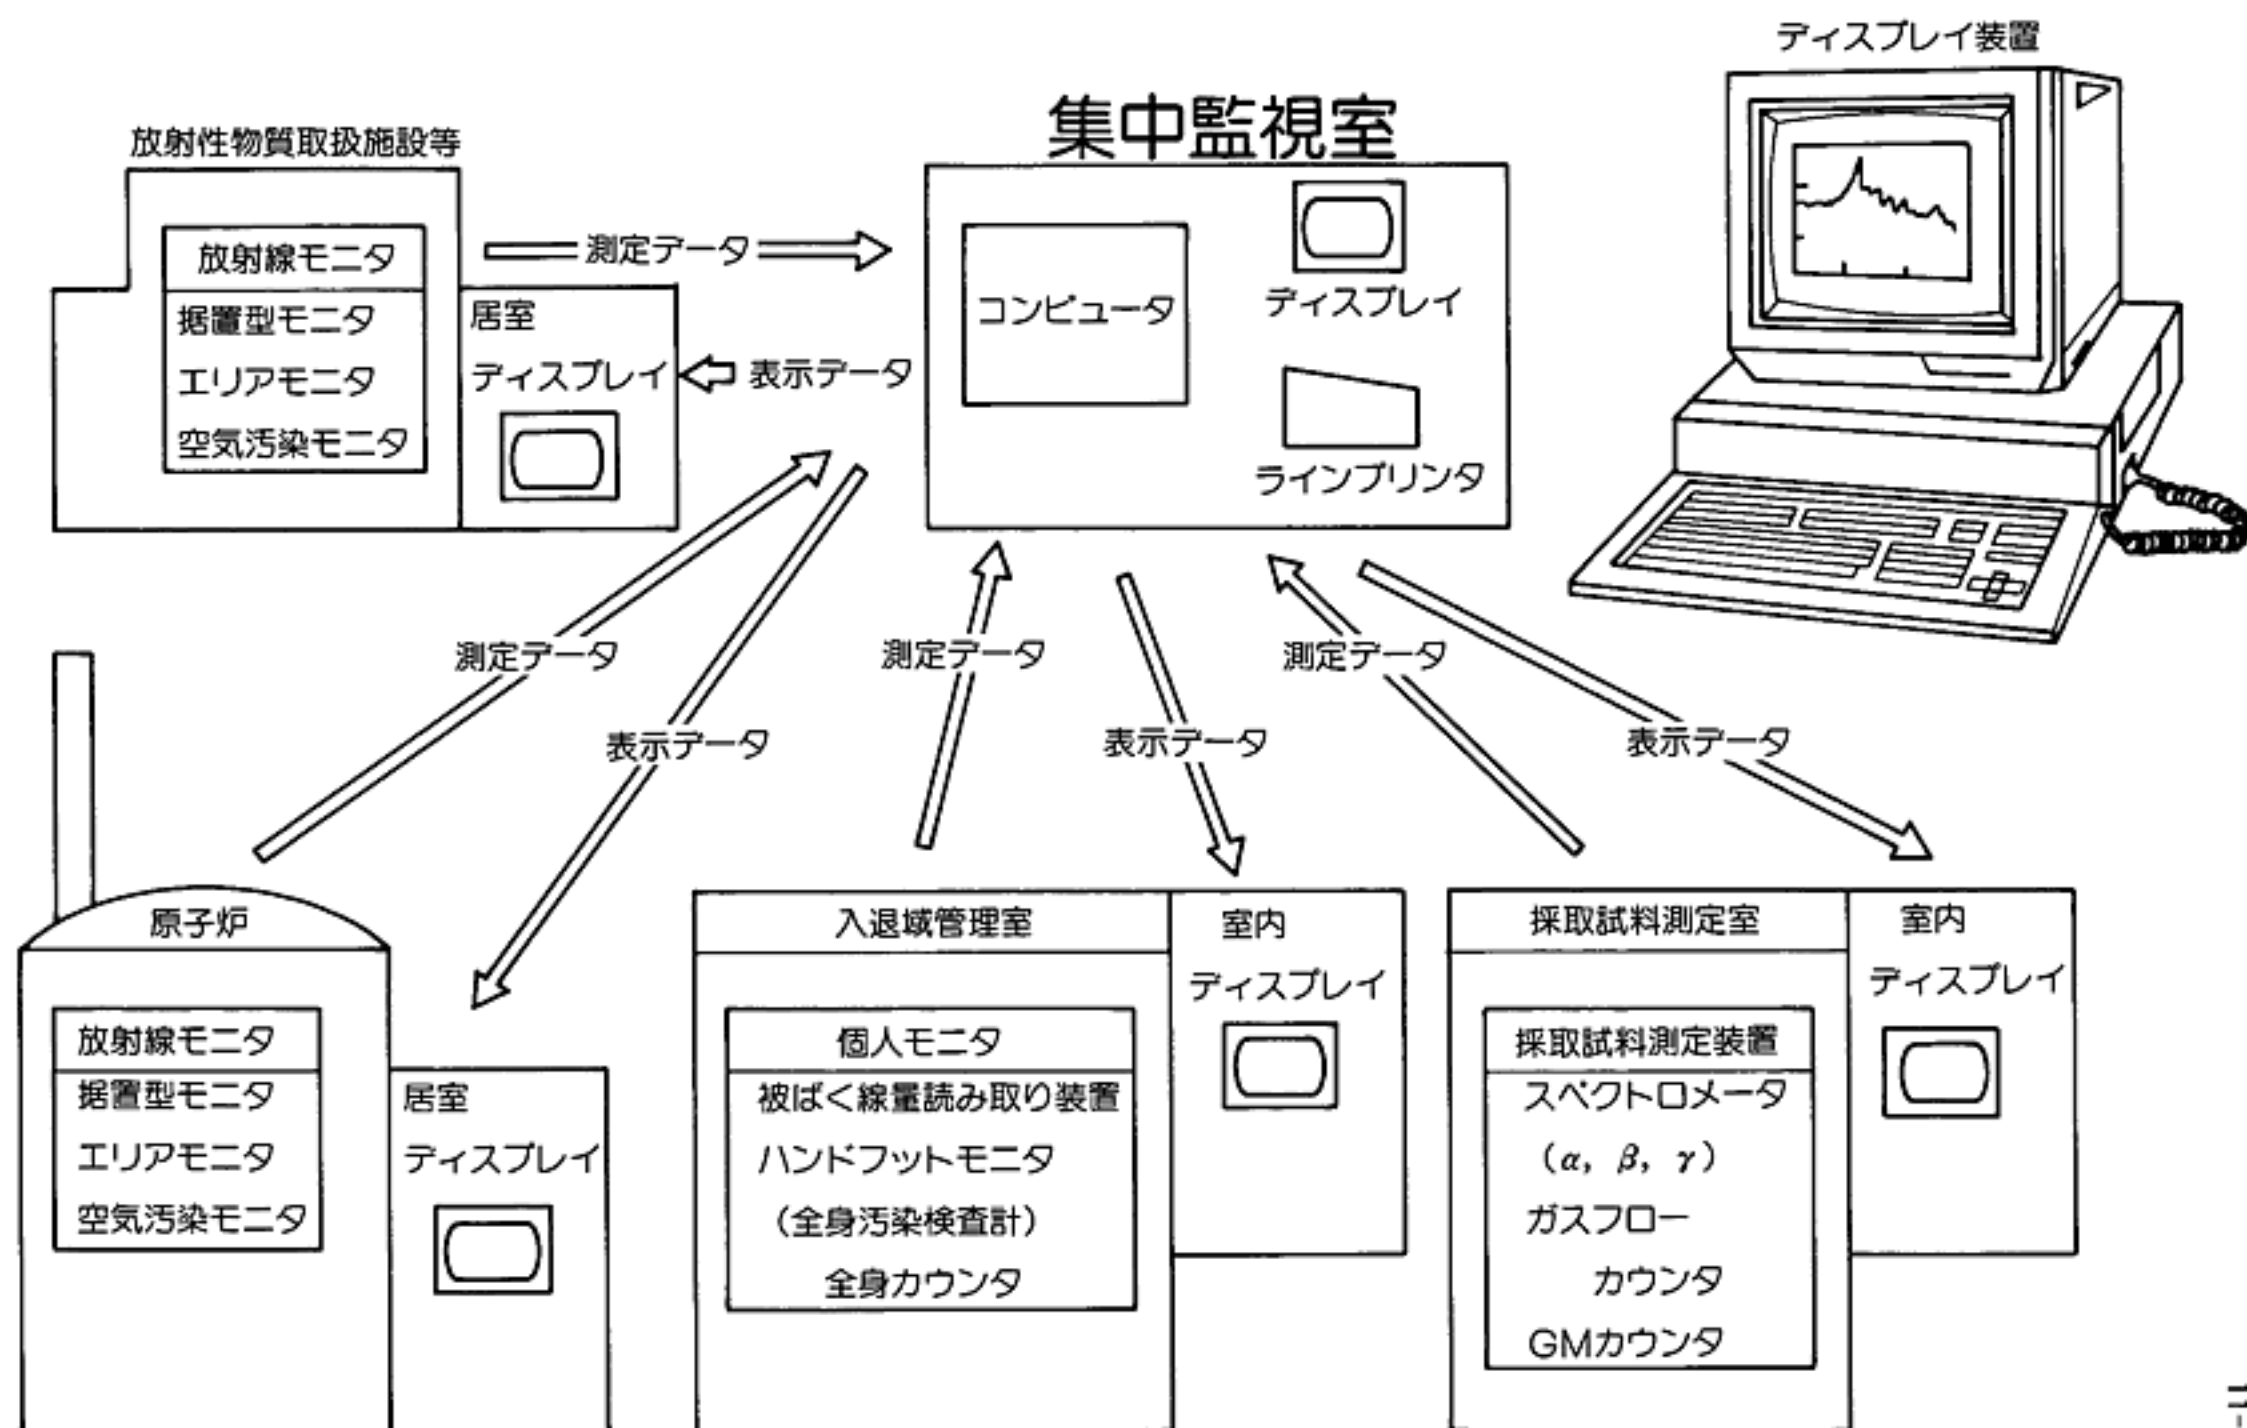 ディスプレイ装置
集中監視室
放射性物質取扱施設等
放射線モニタ
据置型モニタ
エリアモニタ
空気汚染モニタ
居室
ディスプレイ
測定データ
表示データ
コンピュータ
ディスプレイ
ラインプリンタ
測定データ
表示データ
測定データ
表示データ
測定データ
表示データ
原子炉
放射線モニタ
据置型モニタ
エリアモニタ
空気汚染モニタ
居室
ディスプレイ
入退域管理室
個人モニタ
被ばく線量読み取り装置
ハンドフットモニタ
（全身汚染検査計）
全身カウンタ
室内
ディスプレイ
採取試料測定室
採取試料測定装置
スペクトロメータ
（α，β，γ）
ガスフロー
カウンタ
GMカウンタ
室内
ディスプレイ